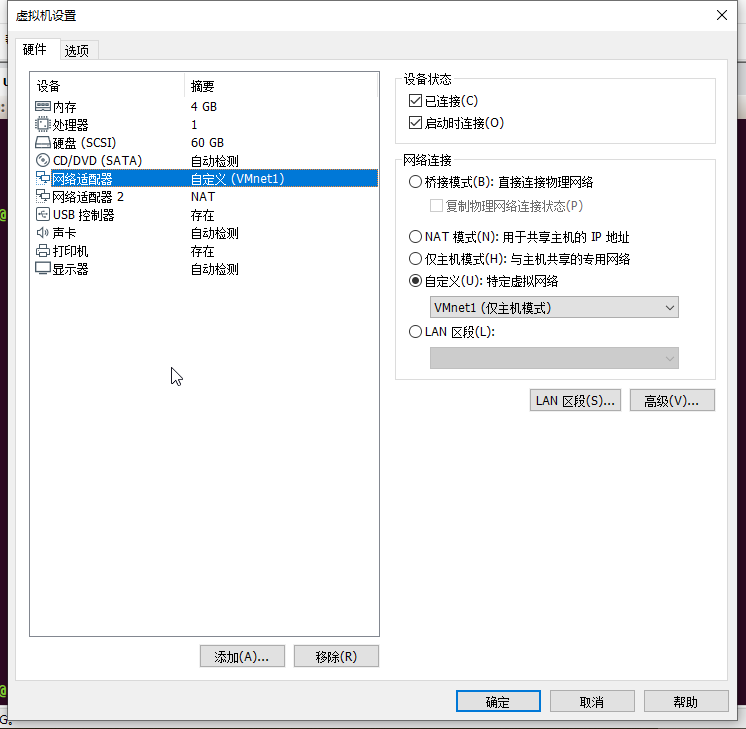 虚拟机设置
硬件 选项
设备 摘要
内存 4 GB
处理器 1
硬盘 (SCSI) 60 GB
CD/DVD (SATA) 自动检测
网络适配器 自定义 (VMnet1)
网络适配器 2 NAT
USB 控制器 存在
声卡 自动检测
打印机 存在
显示器 自动检测
添加(A)... 移除(R)
设备状态
已连接(C)
启动时连接(O)
网络连接
桥接模式(B): 直接连接物理网络
复制物理网络连接状态(P)
NAT 模式(N): 用于共享主机的 IP 地址
仅主机模式(H): 与主机共享的专用网络
自定义(U): 特定虚拟网络
VMnet1 (仅主机模式)
LAN 区段(L):
LAN 区段(S)... 高级(V)...
确定 取消 帮助
@
@
G。